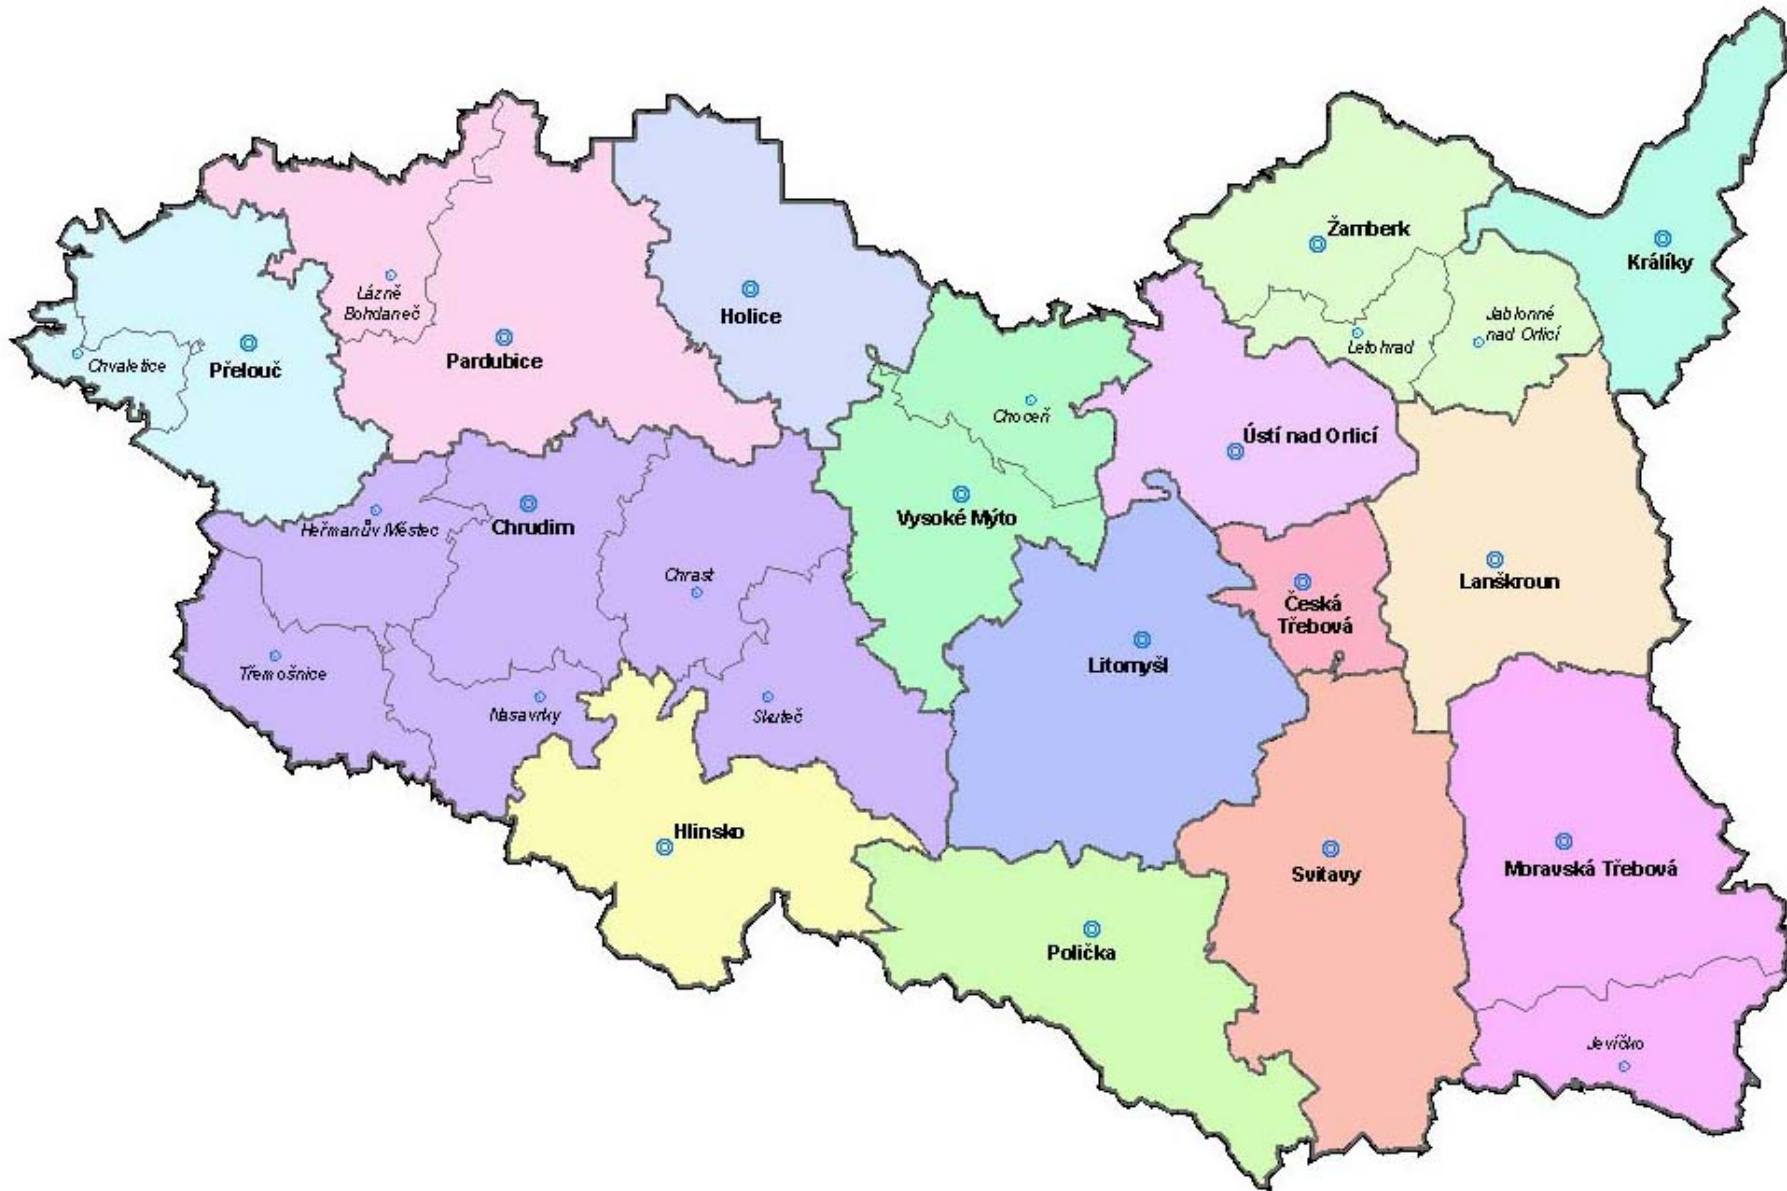 Žamberk
Králíky
Lázně
Bohdaneč
Holice
Jablonné
nad Orlicí
Letohrad
Pardubice
Chvaletice
Přelouč
Choceň
Ústí nad Orlicí
Vysoké Mýto
Heřmanův Městec
Chrudim
Chrast
Lanškroun
Česká
Třebová
Litomyšl
Třemošnice
Nasavrky
Skuteč
Hlinsko
Svitavy
Moravská Třebová
Polička
Jevíčko